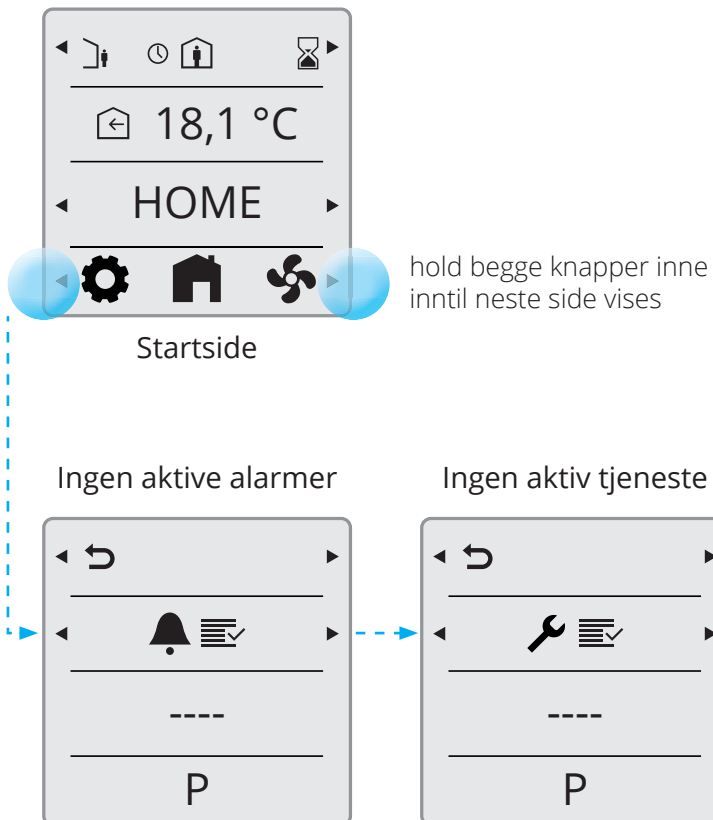 18,1 °C
HOME
hold begge knapper inne
inntil neste side vises
Startside
Ingen aktive alarmer
Ingen aktiv tjeneste
----
----
P
P